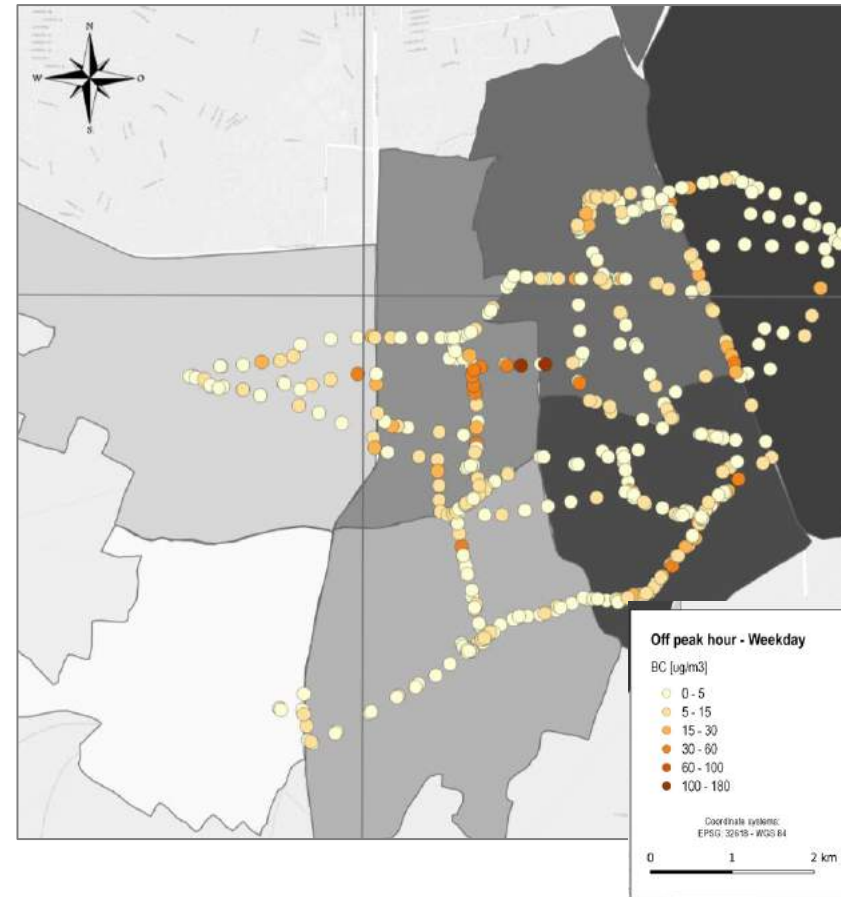 N
W O
S
Off peak hour - Weekday
BC [ug/m3]
0 - 5
5 - 15
15 - 30
30 - 60
60 - 100
100 - 180
Coordinate systems:
EPSG: 32618 - WGS 84
0 1 2 km